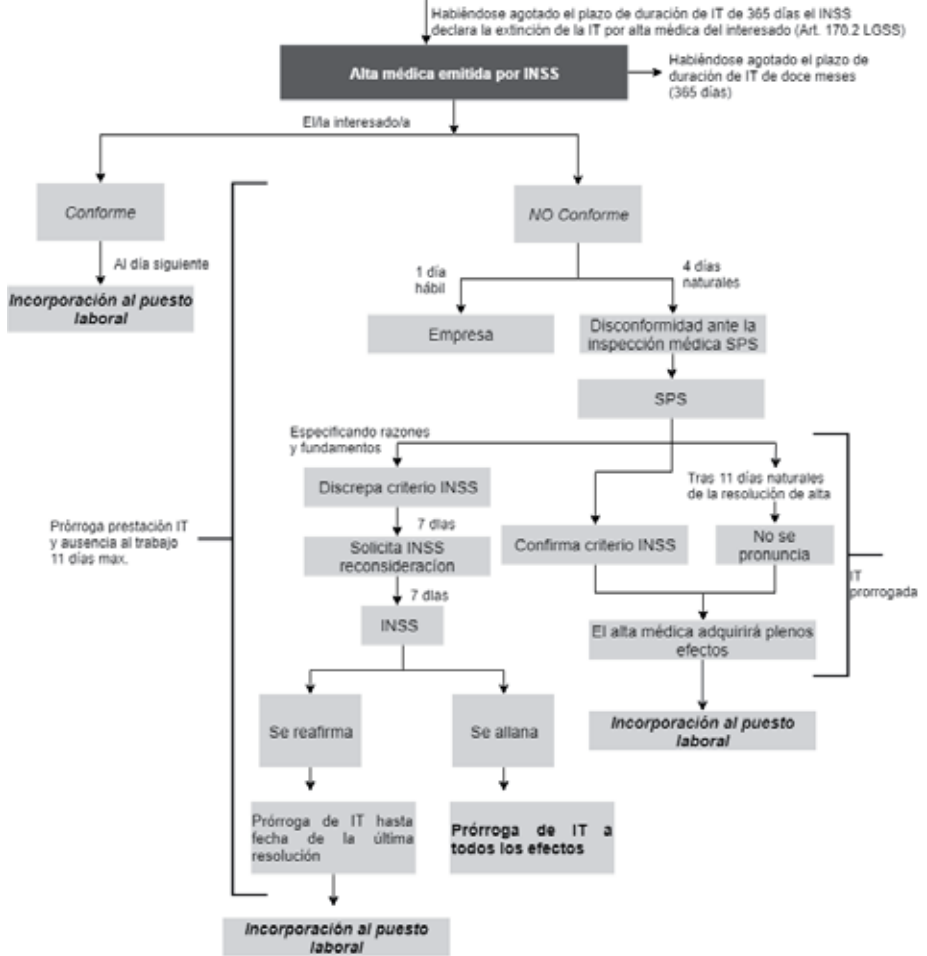 Habiéndose agotado el plazo de duración de IT de 365 días el INSS
declara la extinción de la IT por alta médica del interesado (Art. 170.2 LGSS)
Alta médica emitida por INSS
Habiéndose agotado el plazo de
duración de IT de doce meses
(365 días)
El/la interesado/a
Conforme
NO Conforme
Al día siguiente
Incorporación al puesto
laboral
1 día
hábil
4 días
naturales
Empresa
Disconformidad ante la
inspección médica SPS
SPS
Especificando razones
y fundamentos
Discrepa criterio INSS
Tras 11 días naturales
de la resolución de alta
7 días
Prórroga prestación IT
y ausencia al trabajo
11 días max.
Solicita INSS
reconsideracíon
Confirma criterio INSS
No se
pronuncia
IT
prorrogada
7 días
INSS
El alta médica adquirirá plenos
efectos
Se reafirma
Se allana
Incorporación al puesto
laboral
Prórroga de IT hasta
fecha de la última
resolución
Prórroga de IT a
todos los efectos
Incorporación al puesto
laboral